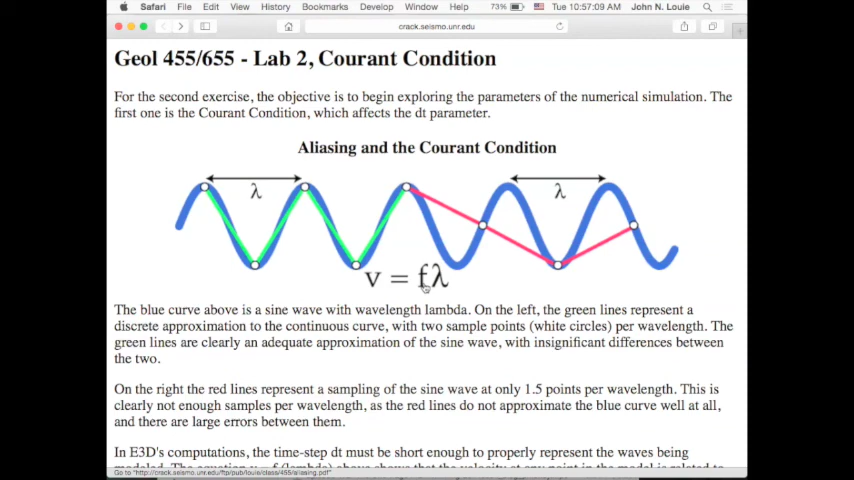 Safari File Edit View History Bookmarks Develop Window Help 73% Tue 10:57:09 AM John N. Louie
crack.seismo.unr.edu
Geol 455/655 - Lab 2, Courant Condition
For the second exercise, the objective is to begin exploring the parameters of the numerical simulation. The
first one is the Courant Condition, which affects the dt parameter.
Aliasing and the Courant Condition
λ λ
v = fλ
The blue curve above is a sine wave with wavelength lambda. On the left, the green lines represent a
discrete approximation to the continuous curve, with two sample points (white circles) per wavelength. The
green lines are clearly an adequate approximation of the sine wave, with insignificant differences between
the two.
On the right the red lines represent a sampling of the sine wave at only 1.5 points per wavelength. This is
clearly not enough samples per wavelength, as the red lines do not approximate the blue curve well at all,
and there are large errors between them.
In E3D's computations, the time-step dt must be short enough to properly represent the waves being
Go to "http://crack.seismo.unr.edu/ftp/pub/louie/class/455/aliasing.pdf"